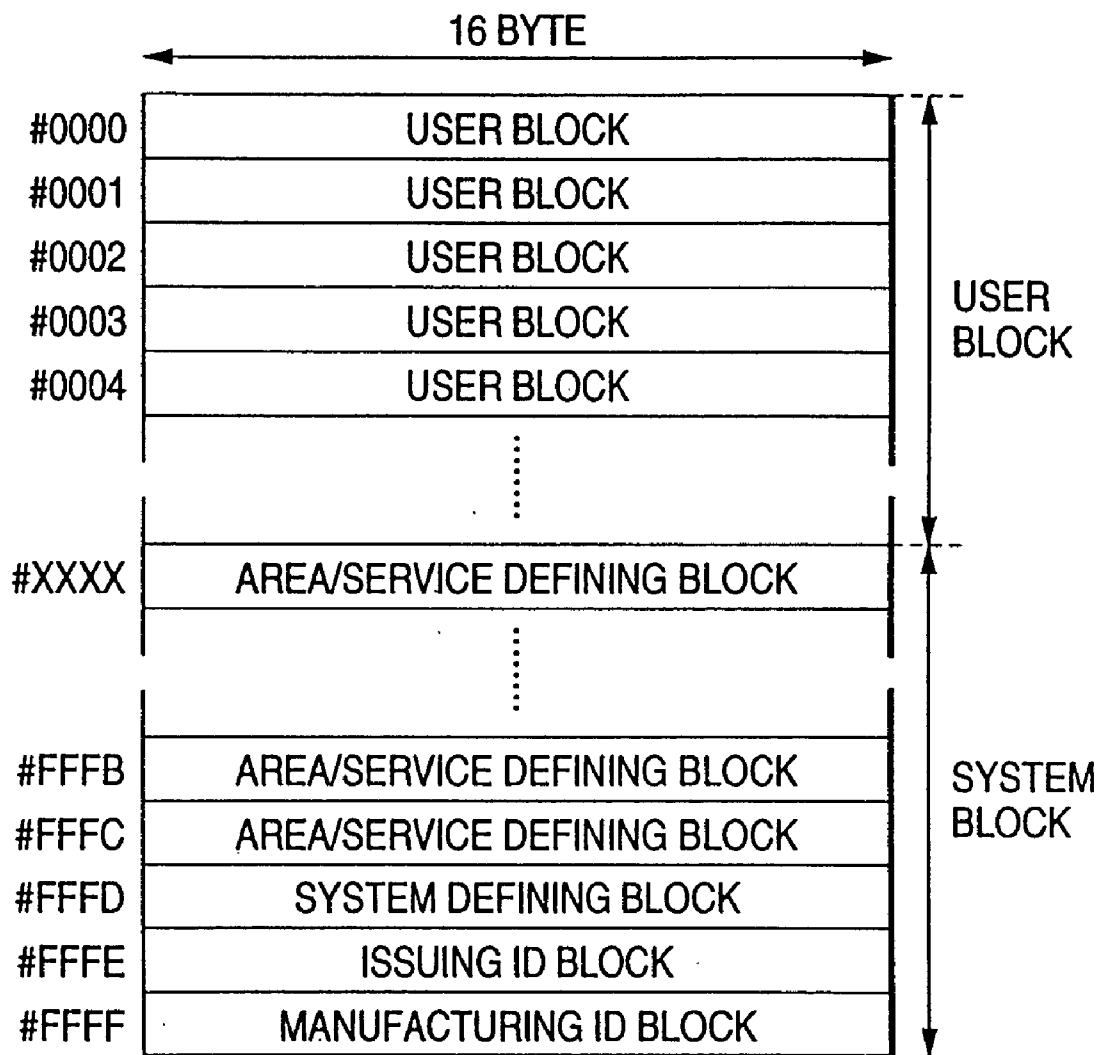 16 BYTE
#0000 USER BLOCK
#0001 USER BLOCK
#0002 USER BLOCK
#0003 USER BLOCK
#0004 USER BLOCK
USER
BLOCK
#XXXX AREA/SERVICE DEFINING BLOCK
#FFFB AREA/SERVICE DEFINING BLOCK
#FFFC AREA/SERVICE DEFINING BLOCK
#FFFD SYSTEM DEFINING BLOCK
#FFFE ISSUING ID BLOCK
#FFFF MANUFACTURING ID BLOCK
SYSTEM
BLOCK